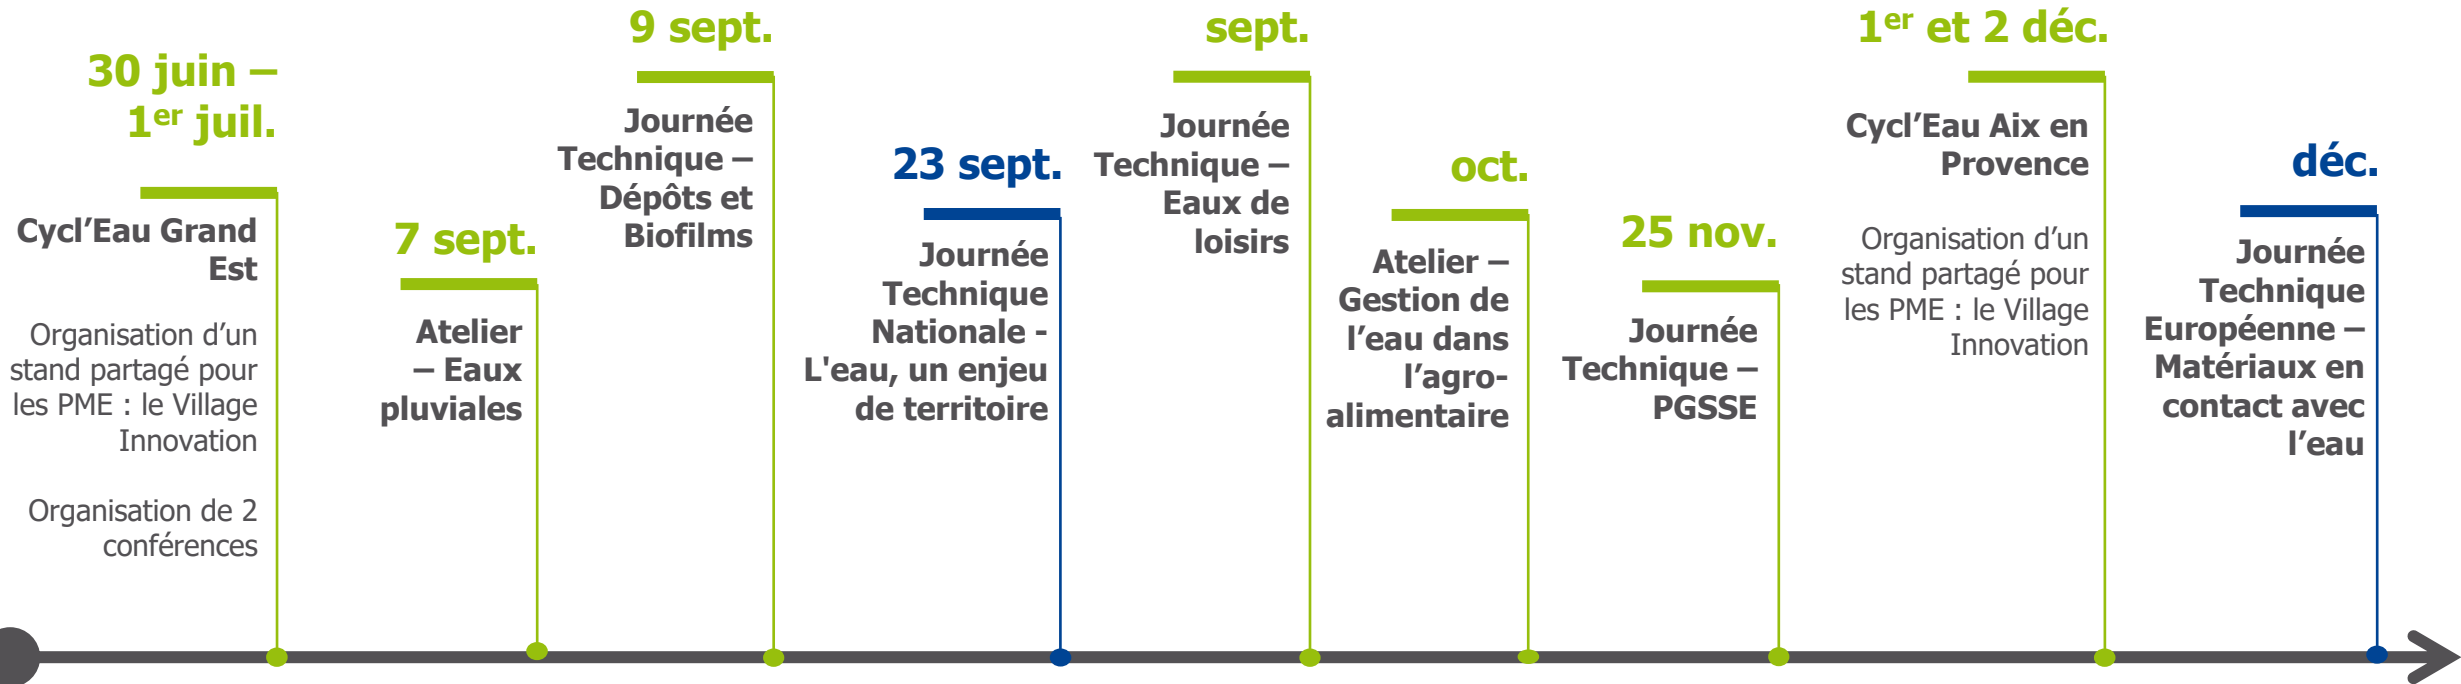 30 juin –
1er juil.
Cycl’Eau Grand
Est
Organisation d’un
stand partagé pour
les PME : le Village
Innovation
Organisation de 2
conférences
7 sept.
Atelier
– Eaux
pluviales
9 sept.
Journée
Technique –
Dépôts et
Biofilms
23 sept.
Journée
Technique
Nationale -
L'eau, un enjeu
de territoire
sept.
Journée
Technique –
Eaux de
loisirs
oct.
Atelier –
Gestion de
l’eau dans
l’agro-
alimentaire
25 nov.
Journée
Technique –
PGSSE
1er et 2 déc.
Cycl’Eau Aix en
Provence
Organisation d’un
stand partagé pour
les PME : le Village
Innovation
déc.
Journée
Technique
Européenne –
Matériaux en
contact avec
l’eau